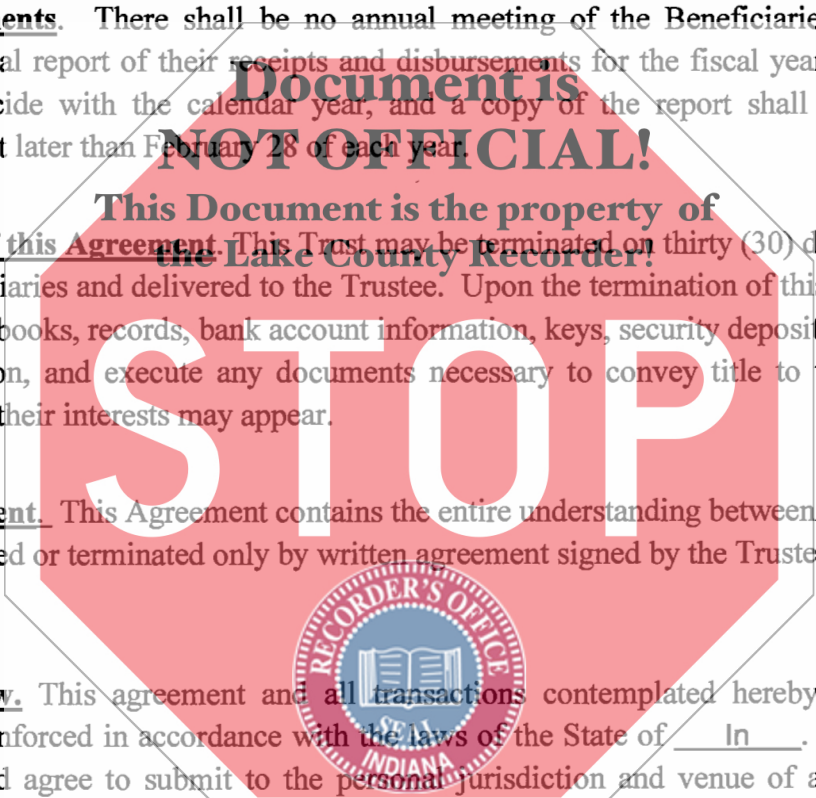 ents. There shall be no annual meeting of the Beneficiarie
al report of their receipts and disbursements for the fiscal year
cide with the calendar year, and a copy of the report shall
t later than February 28 of each year.
Document is
NOT OFFICIAL!
This Document is the property of
the Lake County Recorder!
this Agreement. This Trust may be terminated on thirty (30) d
iaries and delivered to the Trustee. Upon the termination of thi
books, records, bank account information, keys, security deposit
on, and execute any documents necessary to convey title to
their interests may appear.
STOP
ent. This Agreement contains the entire understanding between
ed or terminated only by written agreement signed by the Truste
RECORDER'S OFFICE
SEAL
INDIANA
w. This agreement and all transactions contemplated hereby
nforced in accordance with the laws of the State of In .
d agree to submit to the personal jurisdiction and venue of a